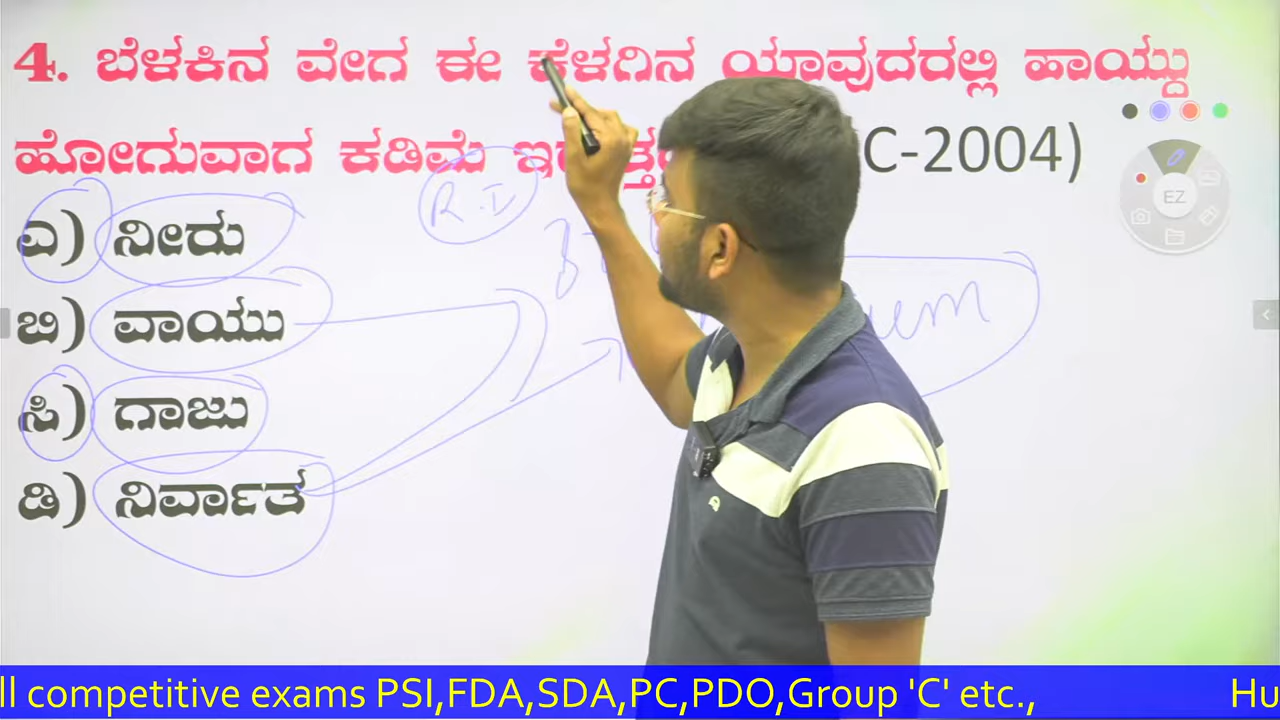 4. ಬೆಳಕಿನ ವೇಗ ಈ ಕೆಳಗಿನ ಯಾವುದರಲ್ಲಿ ಹಾಯ್ದು
ಹೋಗುವಾಗ ಕಡಿಮೆ C-2004)
EZ
R.I
ಎ) ನೀರು
ಬಿ) ವಾಯು
ಸಿ) ಗಾಜು
ಡಿ) ನಿರ್ವಾತ
ll competitive exams PSI,FDA,SDA,PC,PDO,Group 'C' etc., Hu